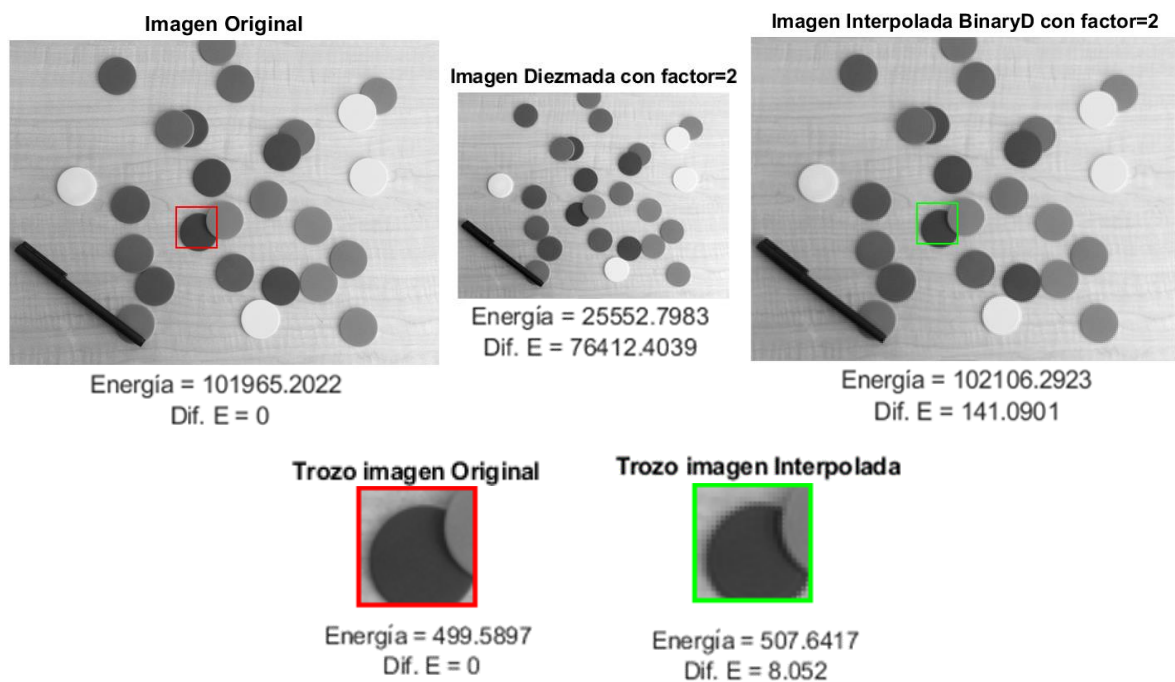 Imagen Original
Imagen Diezmada con factor=2
Imagen Interpolada BinaryD con factor=2
Energía = 101965.2022
Dif. E = 0
Energía = 25552.7983
Dif. E = 76412.4039
Energía = 102106.2923
Dif. E = 141.0901
Trozo imagen Original
Trozo imagen Interpolada
Energía = 499.5897
Dif. E = 0
Energía = 507.6417
Dif. E = 8.052